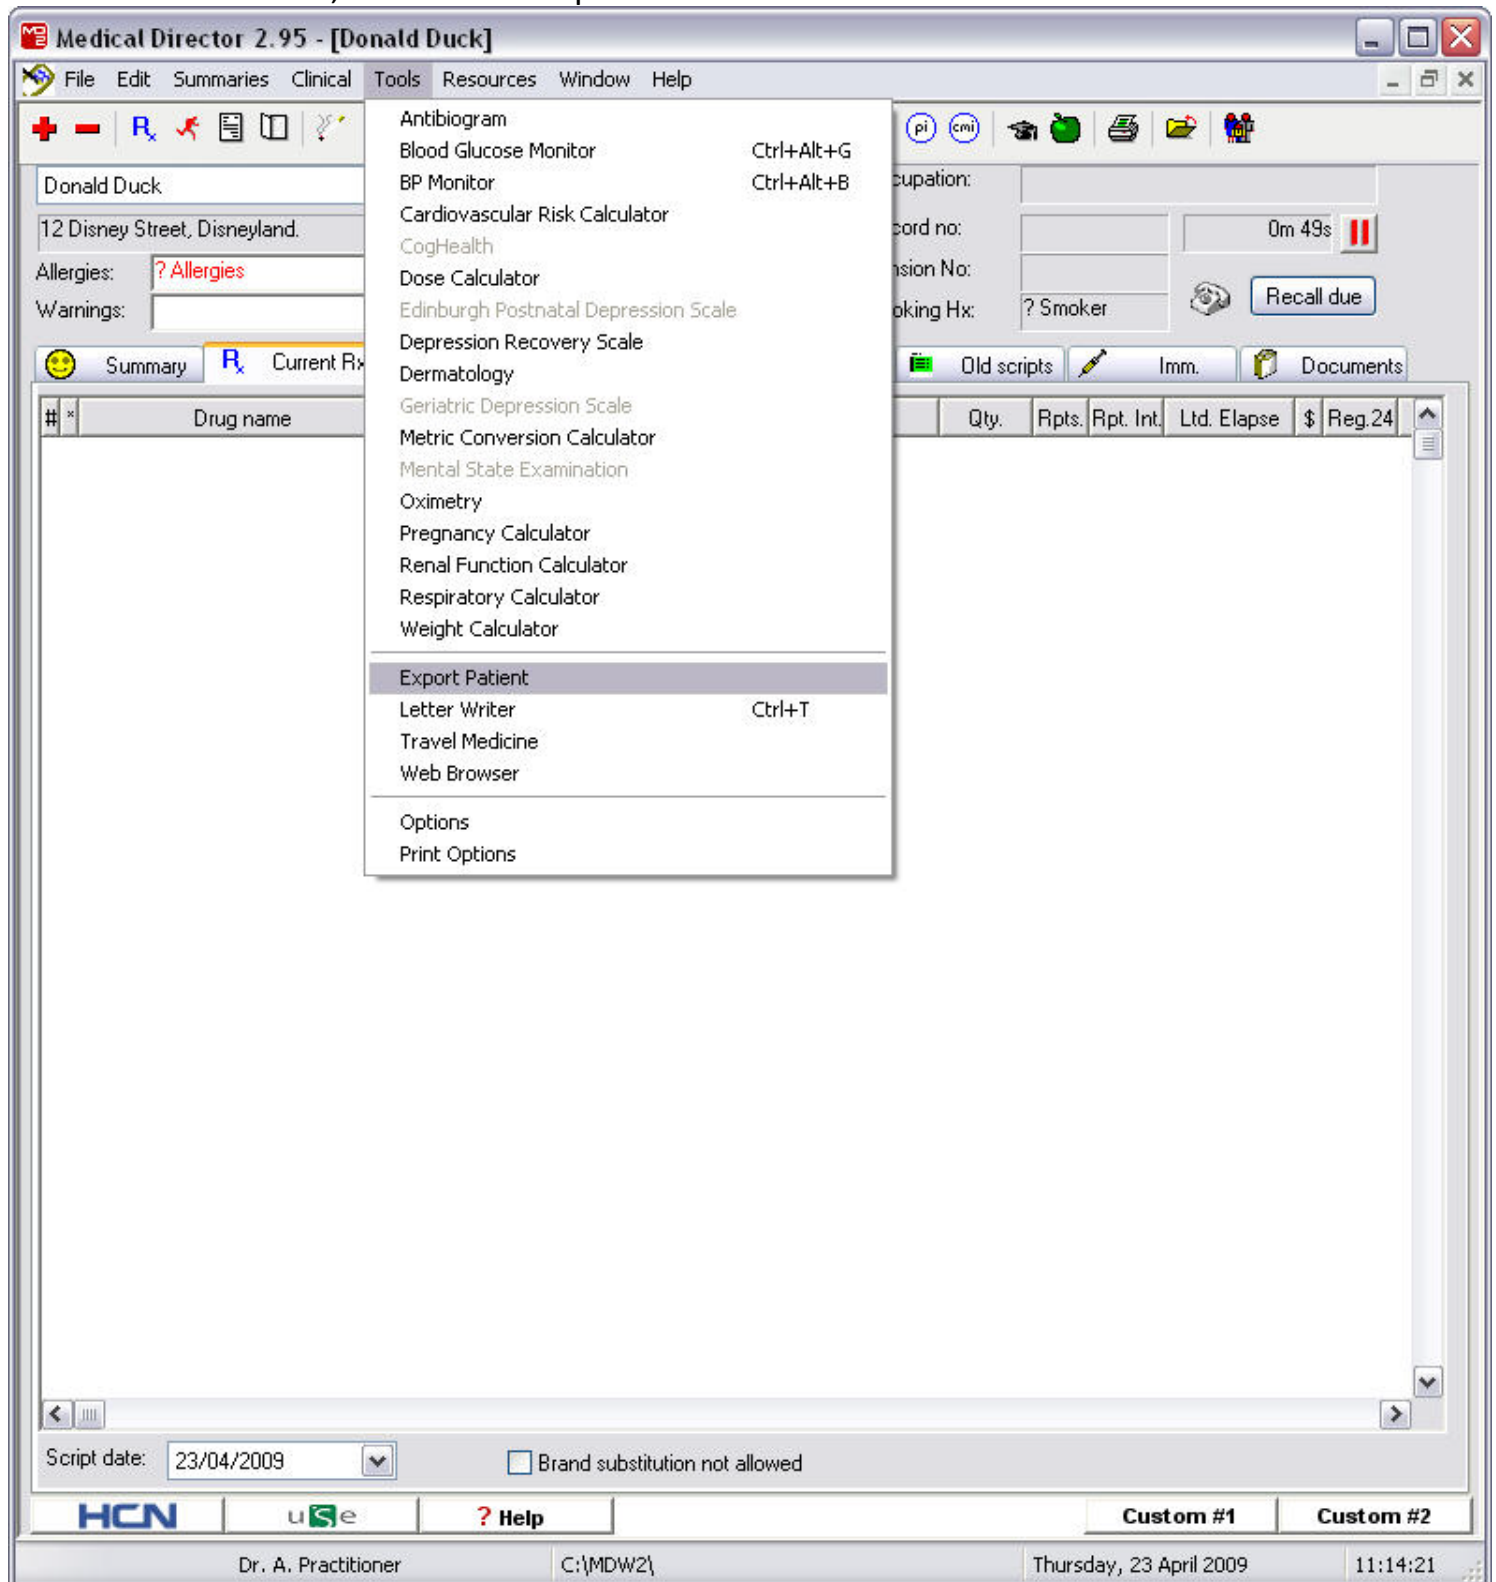 Medical Director 2.95 - [Donald Duck]
File Edit Summaries Clinical Tools Resources Window Help
Antibiogram
Blood Glucose Monitor Ctrl+Alt+G
BP Monitor Ctrl+Alt+B
Cardiovascular Risk Calculator
CogHealth
Dose Calculator
Edinburgh Postnatal Depression Scale
Depression Recovery Scale
Dermatology
Geriatric Depression Scale
Metric Conversion Calculator
Mental State Examination
Oximetry
Pregnancy Calculator
Renal Function Calculator
Respiratory Calculator
Weight Calculator
Export Patient
Letter Writer Ctrl+T
Travel Medicine
Web Browser
Options
Print Options
Rx pi cmi
Donald Duck cupation:
12 Disney Street, Disneyland. cord no: 0m 49s
Allergies: ? Allergies nsion No:
Warnings: oking Hx: ? Smoker Recall due
Summary Rx Current Rx Old scripts Imm. Documents
# * Drug name Qty. Rpts. Rpt. Int. Ltd. Elapse $ Reg.24
Script date: 23/04/2009 Brand substitution not allowed
HCN use ? Help Custom #1 Custom #2
Dr. A. Practitioner C:\MDW2\ Thursday, 23 April 2009 11:14:21